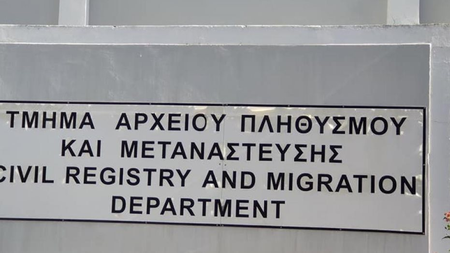 ΤΜΗΜΑ ΑΡΧΕΙΟΥ ΠΛΗΘΥΣΜΟΥ
ΚΑΙ ΜΕΤΑΝΑΣΤΕΥΣΗΣ
CIVIL REGISTRY AND MIGRATION
DEPARTMENT